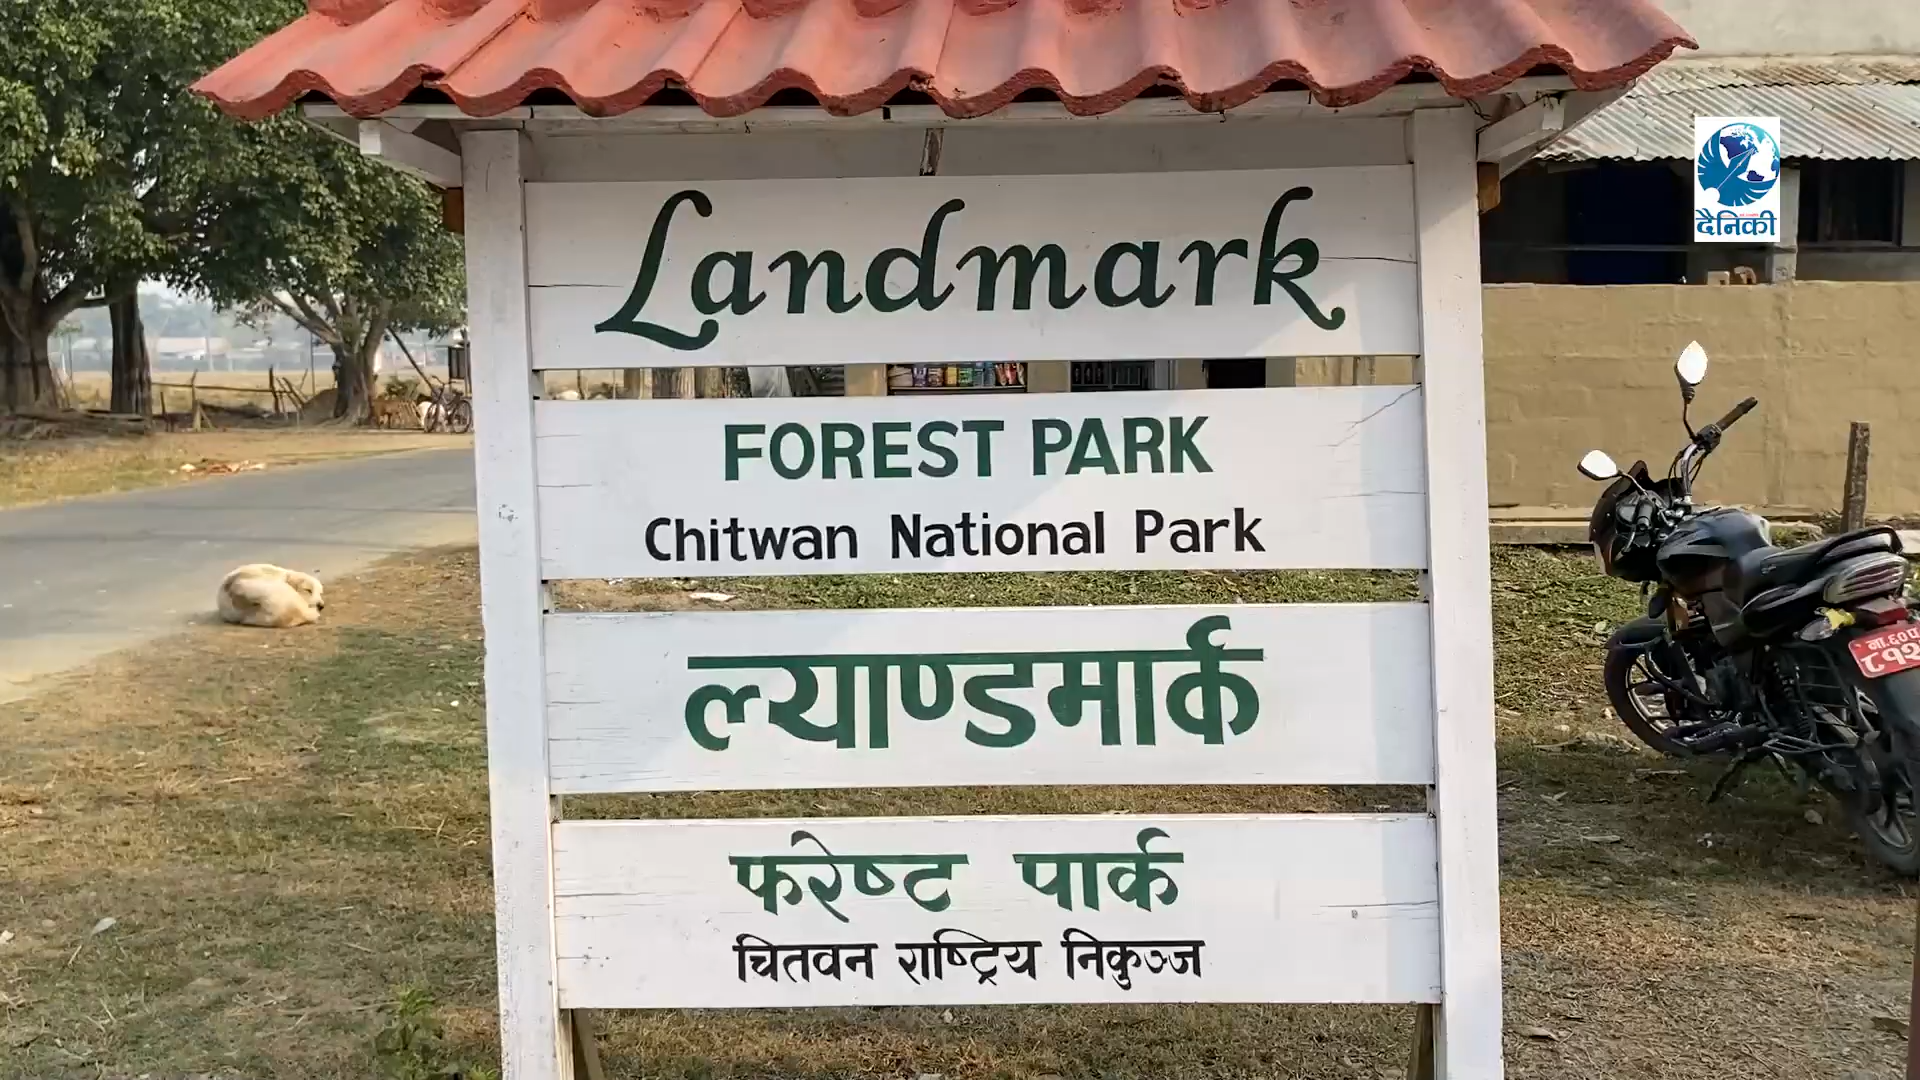 Landmark
FOREST PARK
Chitwan National Park
ल्याण्डमार्क
फरेष्ट पार्क
चितवन राष्ट्रिय निकुञ्ज
दैनिकी